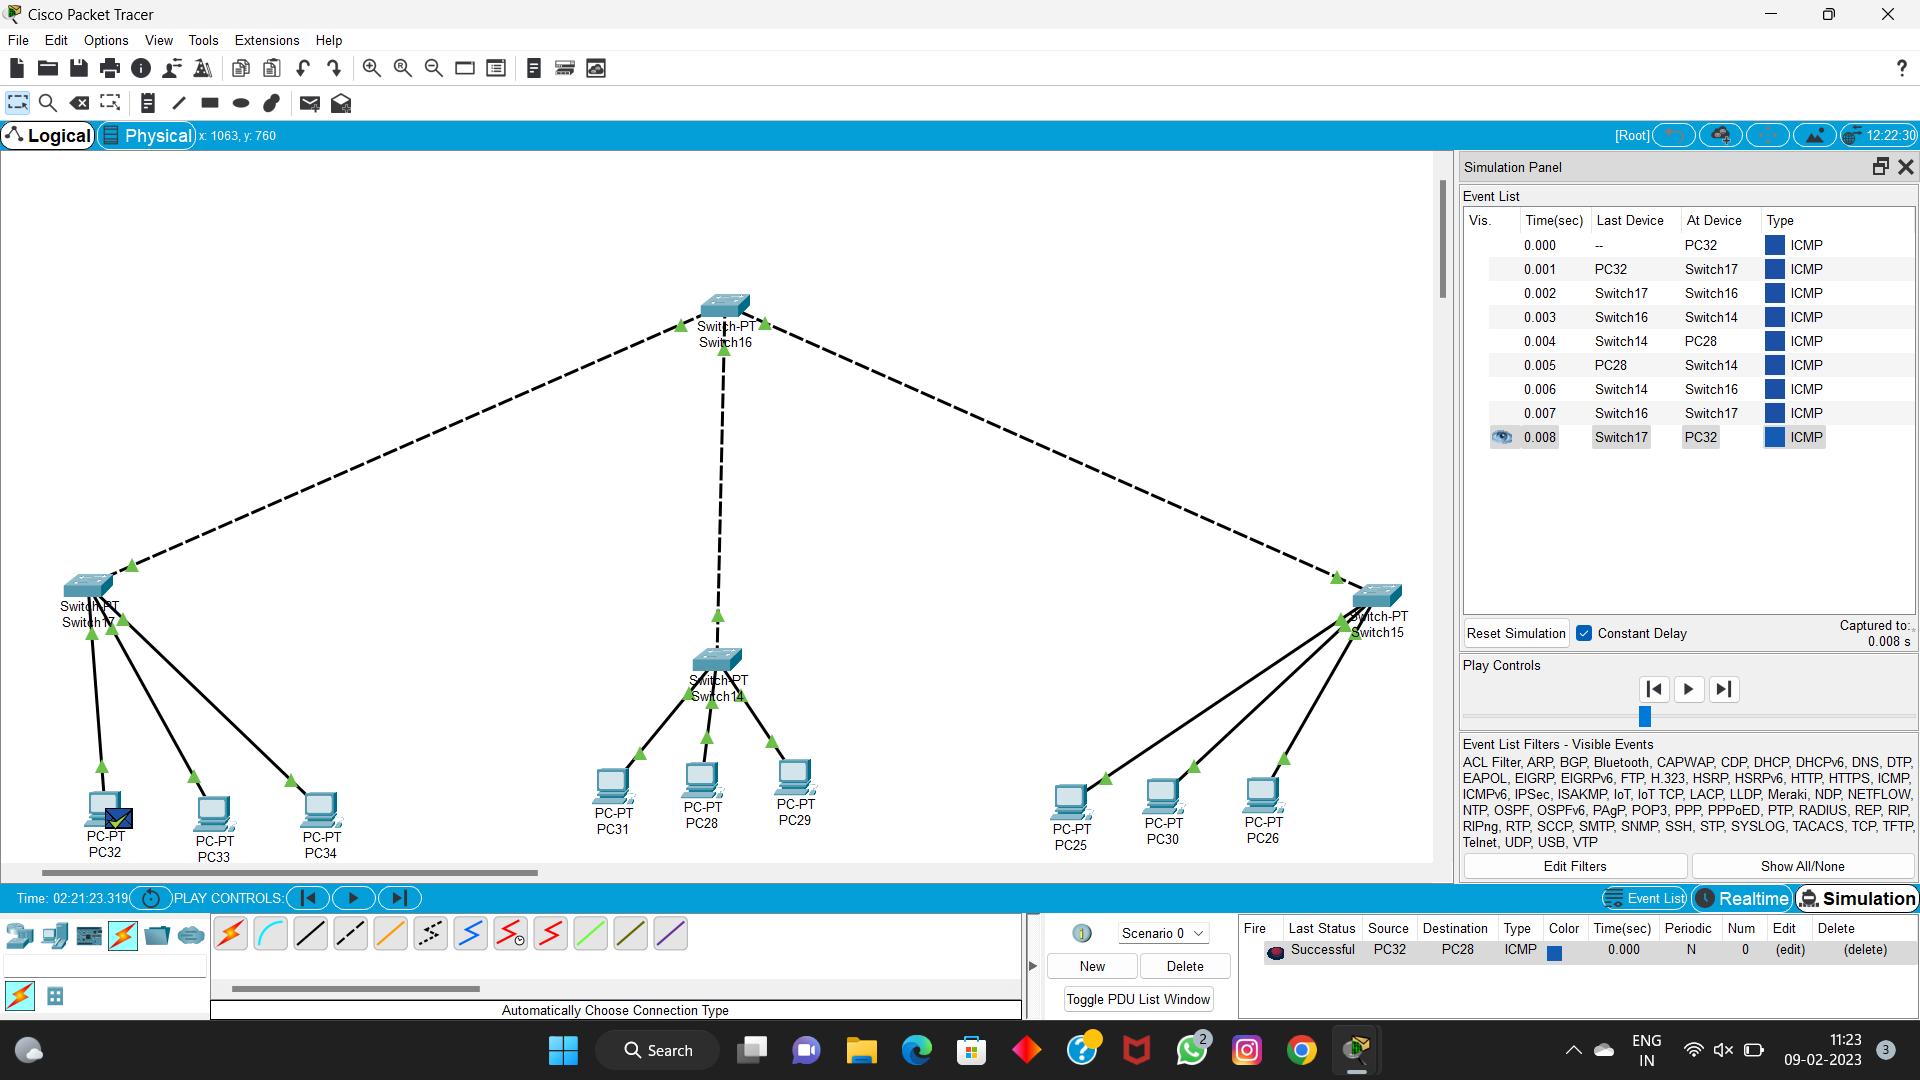 Cisco Packet Tracer
File Edit Options View Tools Extensions Help
?
Logical Physical x: 1063, y: 760 [Root] 12:22:30
Switch-PT
Switch16
Switch-PT
Switch17
Switch-PT
Switch14
Switch-PT
Switch15
PC-PT
PC32
PC-PT
PC33
PC-PT
PC34
PC-PT
PC31
PC-PT
PC28
PC-PT
PC29
PC-PT
PC25
PC-PT
PC30
PC-PT
PC26
Simulation Panel
Event List
Vis. Time(sec) Last Device At Device Type
0.000 -- PC32 ICMP
0.001 PC32 Switch17 ICMP
0.002 Switch17 Switch16 ICMP
0.003 Switch16 Switch14 ICMP
0.004 Switch14 PC28 ICMP
0.005 PC28 Switch14 ICMP
0.006 Switch14 Switch16 ICMP
0.007 Switch16 Switch17 ICMP
0.008 Switch17 PC32 ICMP
Reset Simulation Constant Delay Captured to:
0.008 s
Play Controls
Event List Filters - Visible Events
ACL Filter, ARP, BGP, Bluetooth, CAPWAP, CDP, DHCP, DHCPv6, DNS, DTP,
EAPOL, EIGRP, EIGRPv6, FTP, H.323, HSRP, HSRPv6, HTTP, HTTPS, ICMP,
ICMPv6, IPSec, ISAKMP, IoT, IoT TCP, LACP, LLDP, Meraki, NDP, NETFLOW,
NTP, OSPF, OSPFv6, PAgP, POP3, PPP, PPPoED, PTP, RADIUS, REP, RIP,
RIPng, RTP, SCCP, SMTP, SNMP, SSH, STP, SYSLOG, TACACS, TCP, TFTP,
Telnet, UDP, USB, VTP
Edit Filters Show All/None
Time: 02:21:23.319 PLAY CONTROLS: Event List Realtime Simulation
Automatically Choose Connection Type
Scenario 0
New Delete
Toggle PDU List Window
Fire Last Status Source Destination Type Color Time(sec) Periodic Num Edit Delete
Successful PC32 PC28 ICMP 0.000 N 0 (edit) (delete)
Search
2
ENG
IN
11:23
09-02-2023
3